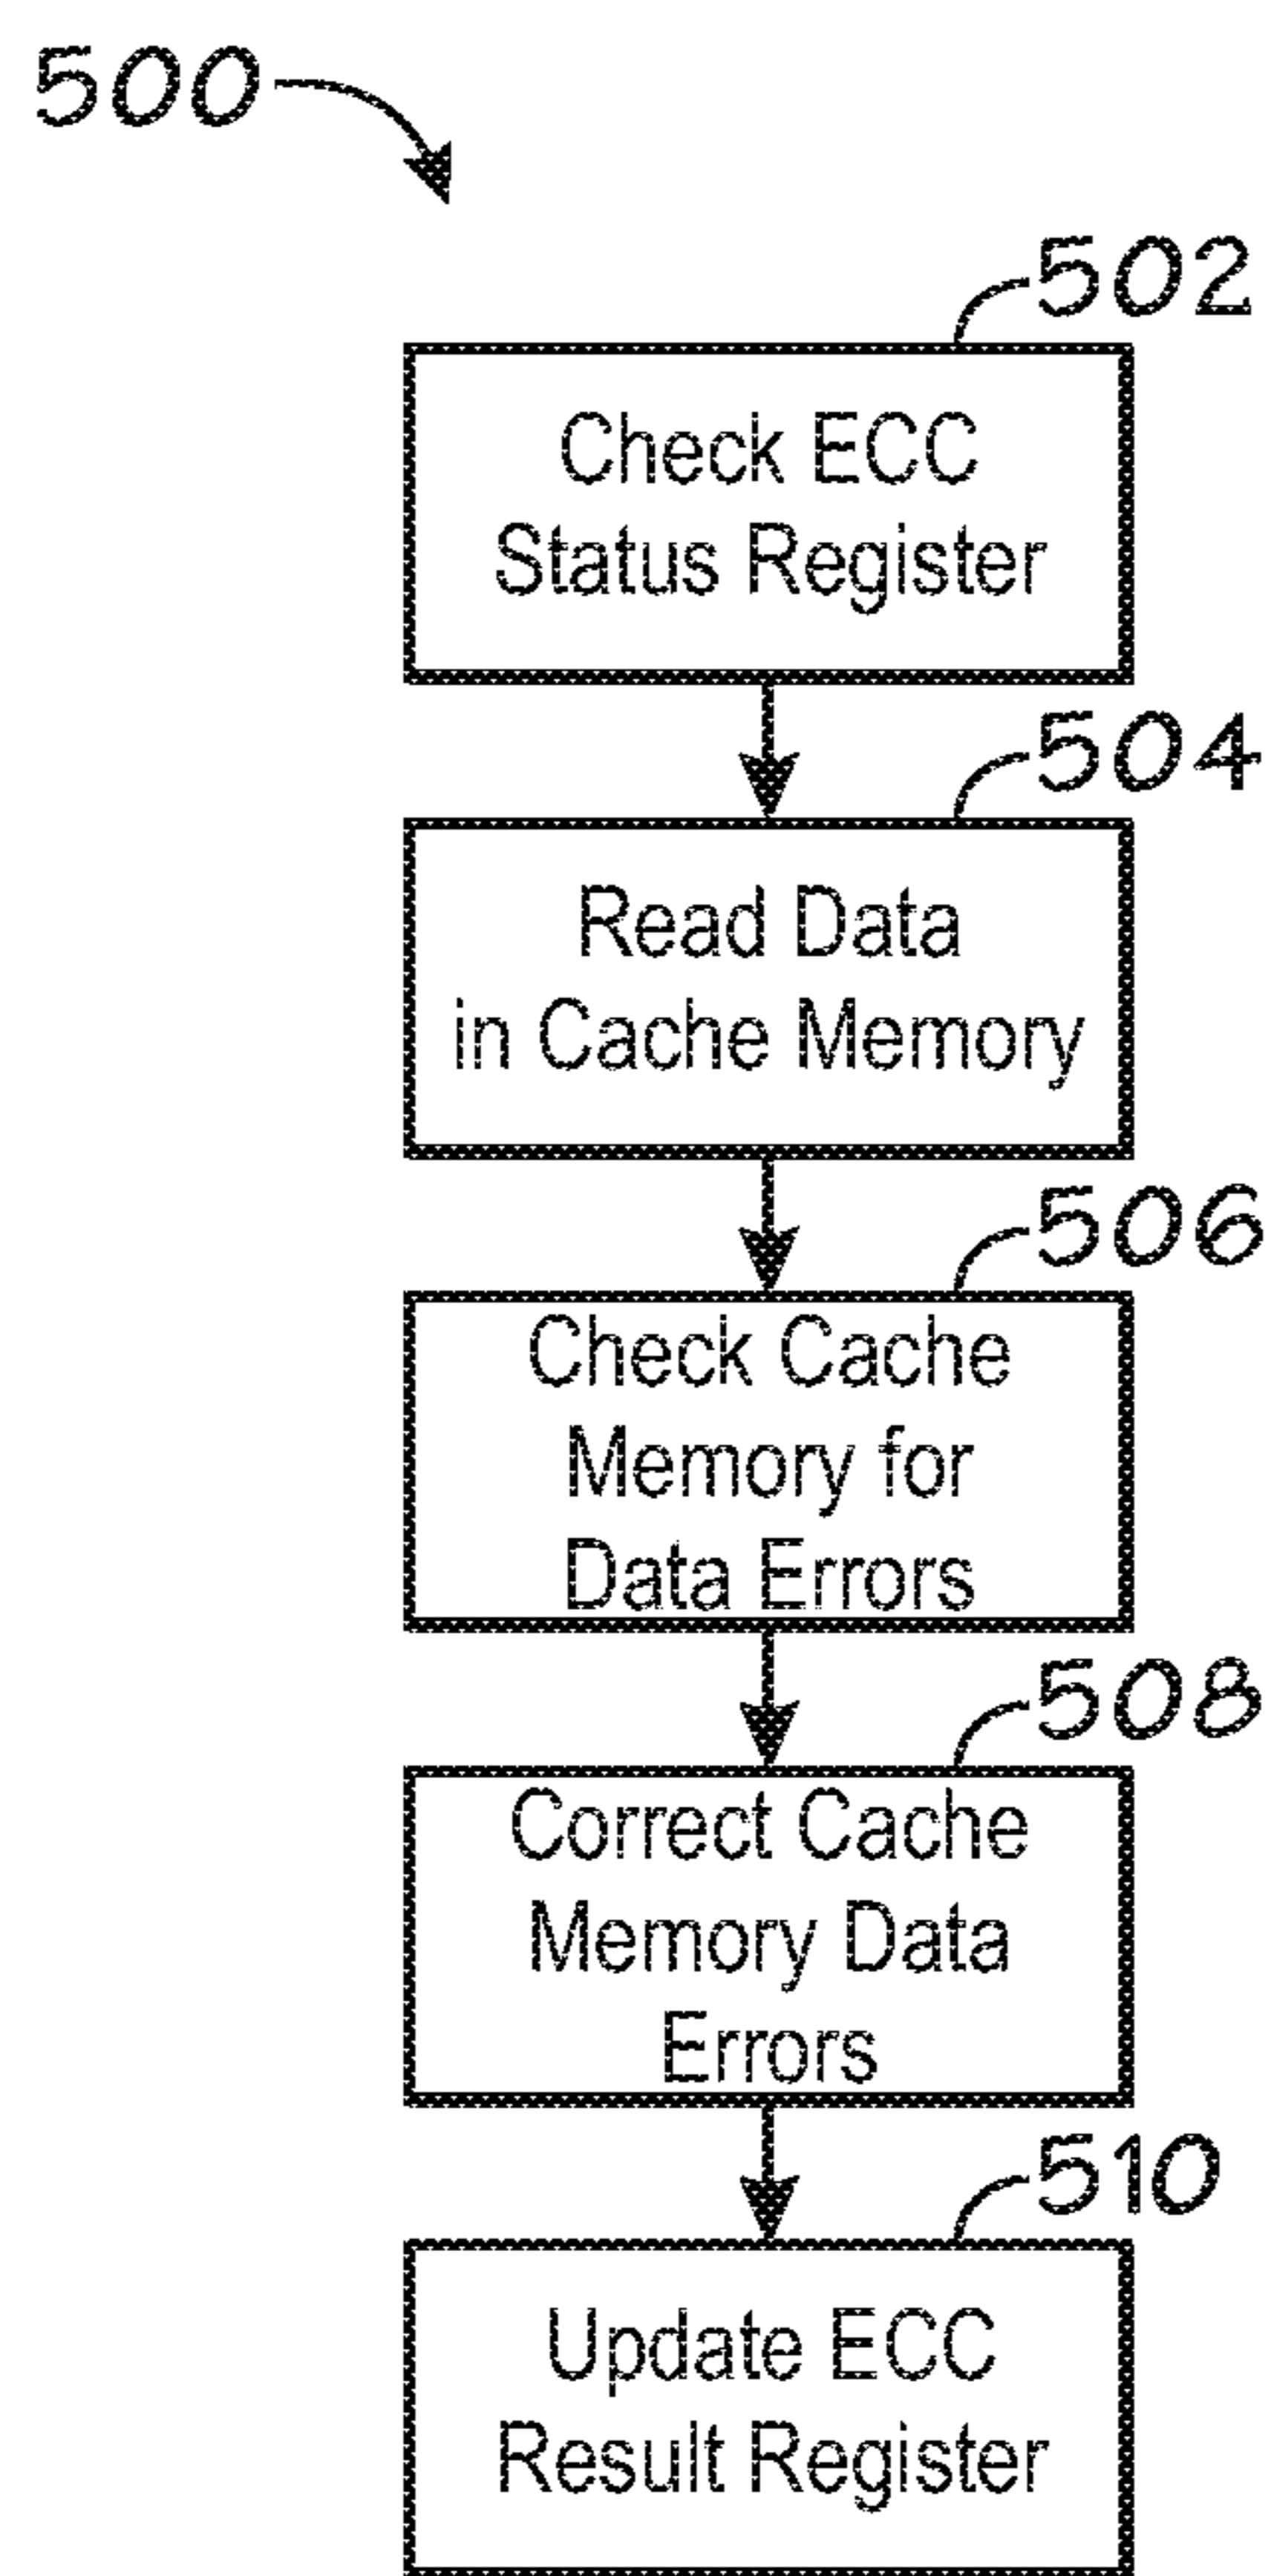 500
502
Check ECC
Status Register
504
Read Data
in Cache Memory
506
Check Cache
Memory for
Data Errors
508
Correct Cache
Memory Data
Errors
510
Update ECC
Result Register